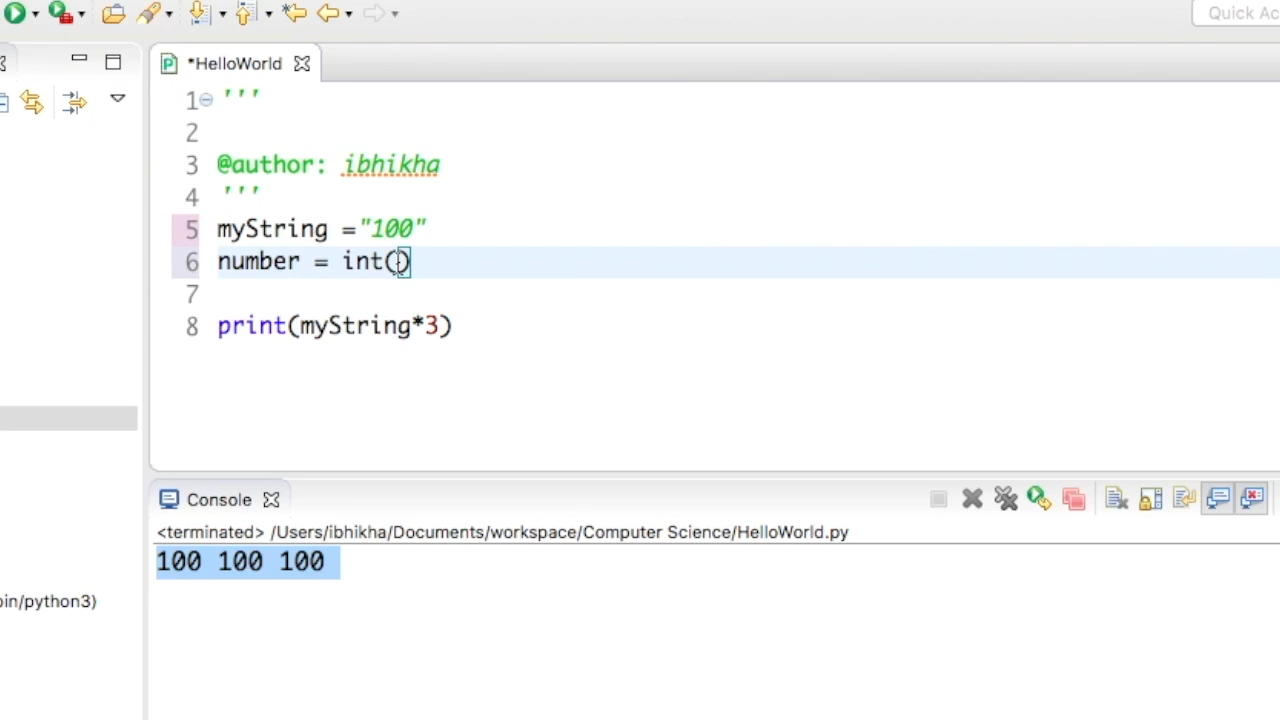 Quick Ac
*HelloWorld
1 '''
2
3 @author: ibhikha
4 '''
5 myString ="100"
6 number = int()
7
8 print(myString*3)
Console
<terminated> /Users/ibhikha/Documents/workspace/Computer Science/HelloWorld.py
100 100 100
oin/python3)